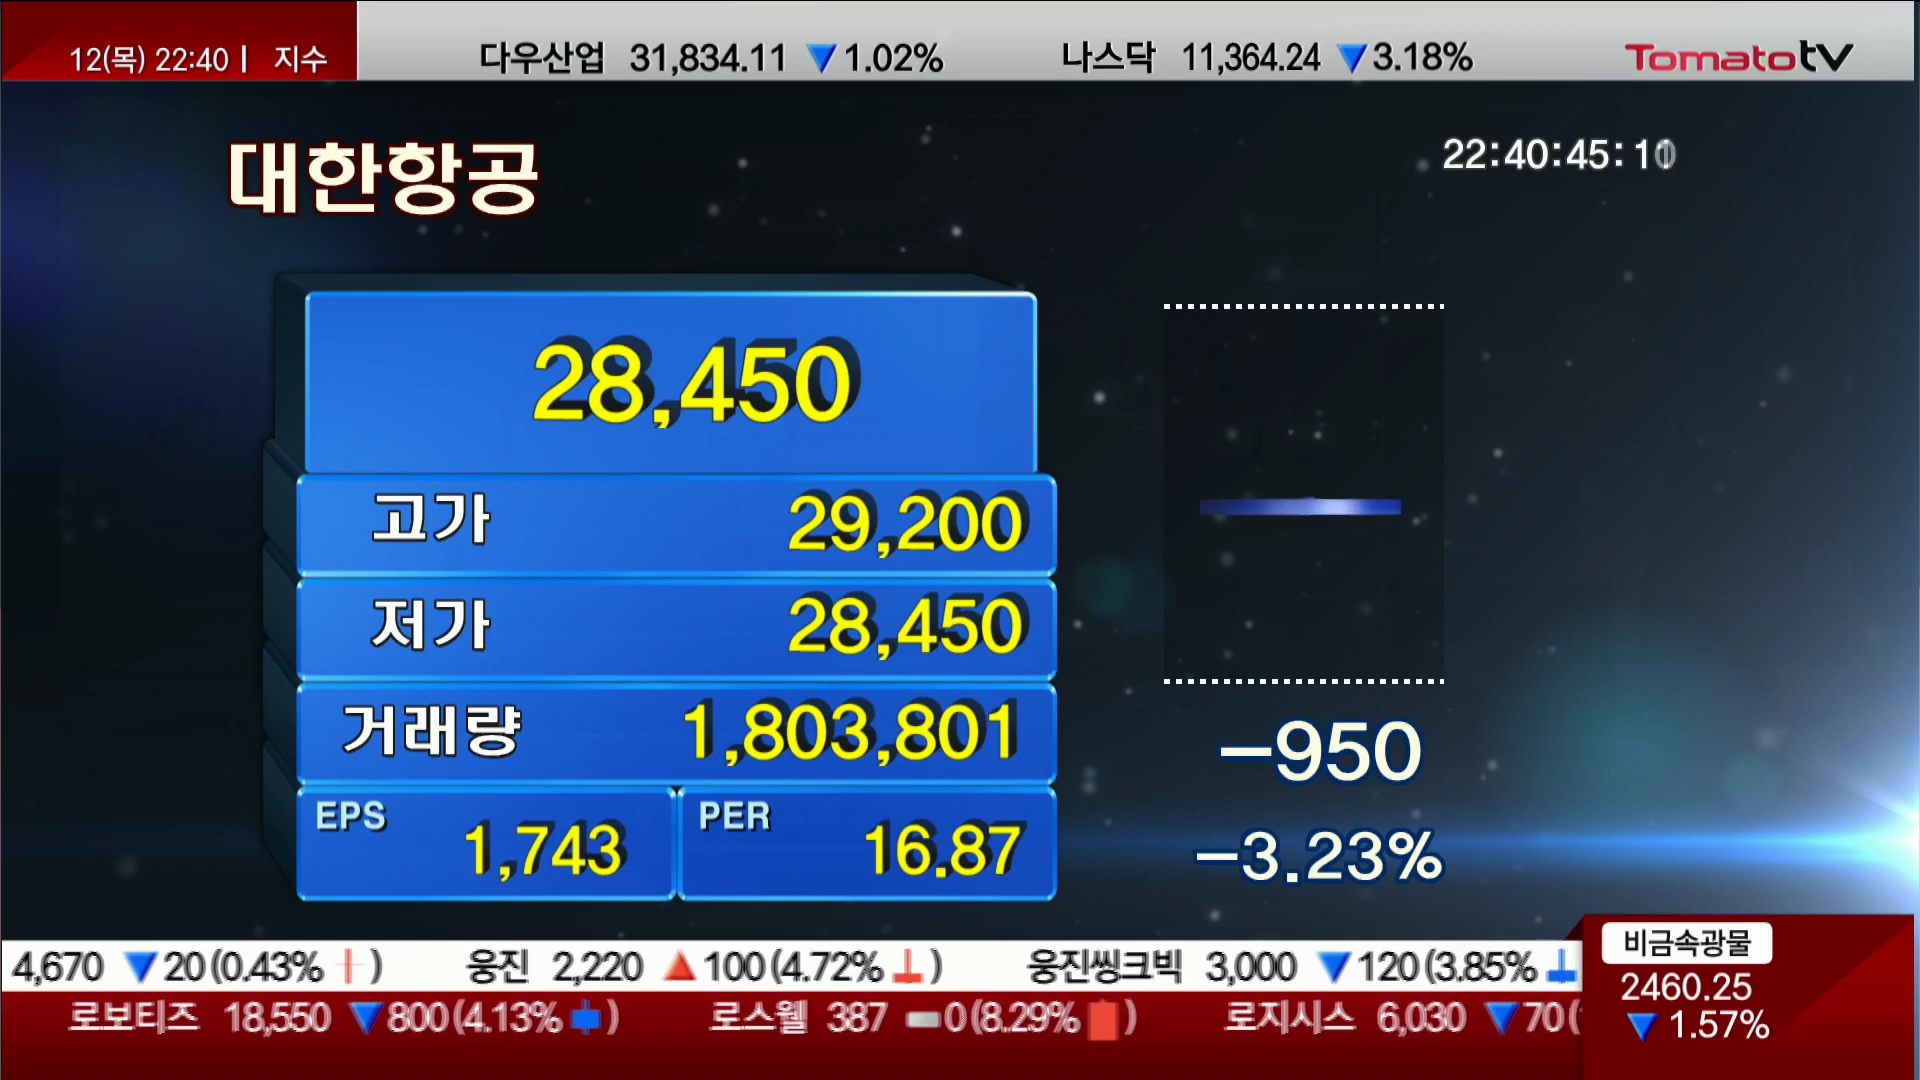 12(목) 22:40 | 지수 다우산업 31,834.11 ▼1.02% 나스닥 11,364.24 ▼3.18% Tomato tv
대한항공
22:40:45:10
28,450
고가 29,200
저가 28,450
거래량 1,803,801
EPS 1,743 PER 16.87
-950
-3.23%
4,670 ▼20(0.43% ) 웅진 2,220 ▲100(4.72% ) 웅진씽크빅 3,000 ▼120(3.85%
로보티즈 18,550 ▼800(4.13% ) 로스웰 387 0(8.29% ) 로지시스 6,030 ▼70(
비금속광물
2460.25
▼1.57%